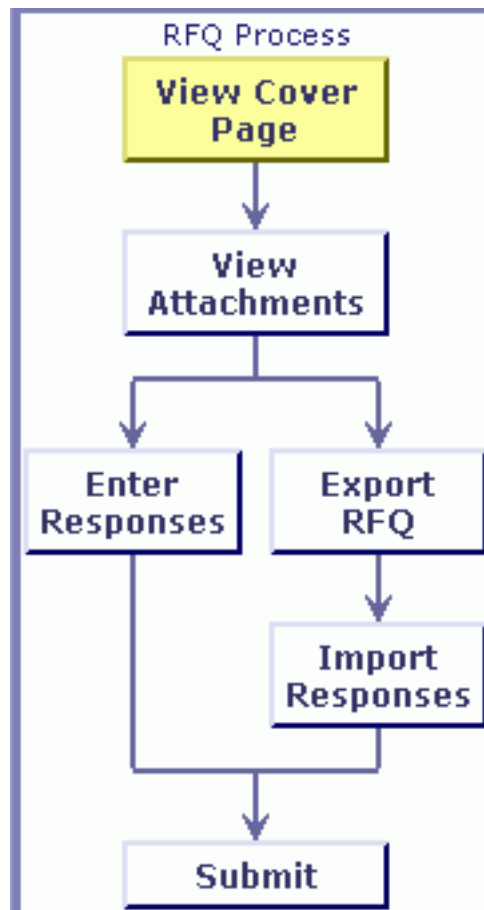 RFQ Process
View Cover
Page
View
Attachments
Enter
Responses
Export
RFQ
Import
Responses
Submit